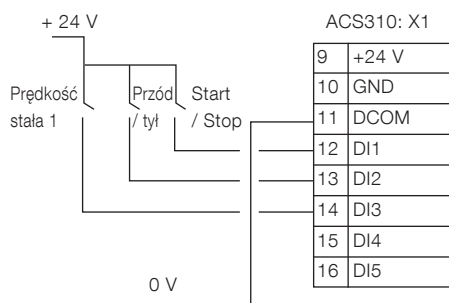 + 24 V
ACS310: X1
9 +24 V
10 GND
11 DCOM
12 DI1
13 DI2
14 DI3
15 DI4
16 DI5
Prędkość
stała 1
Przód
/ tył
Start
/ Stop
0 V